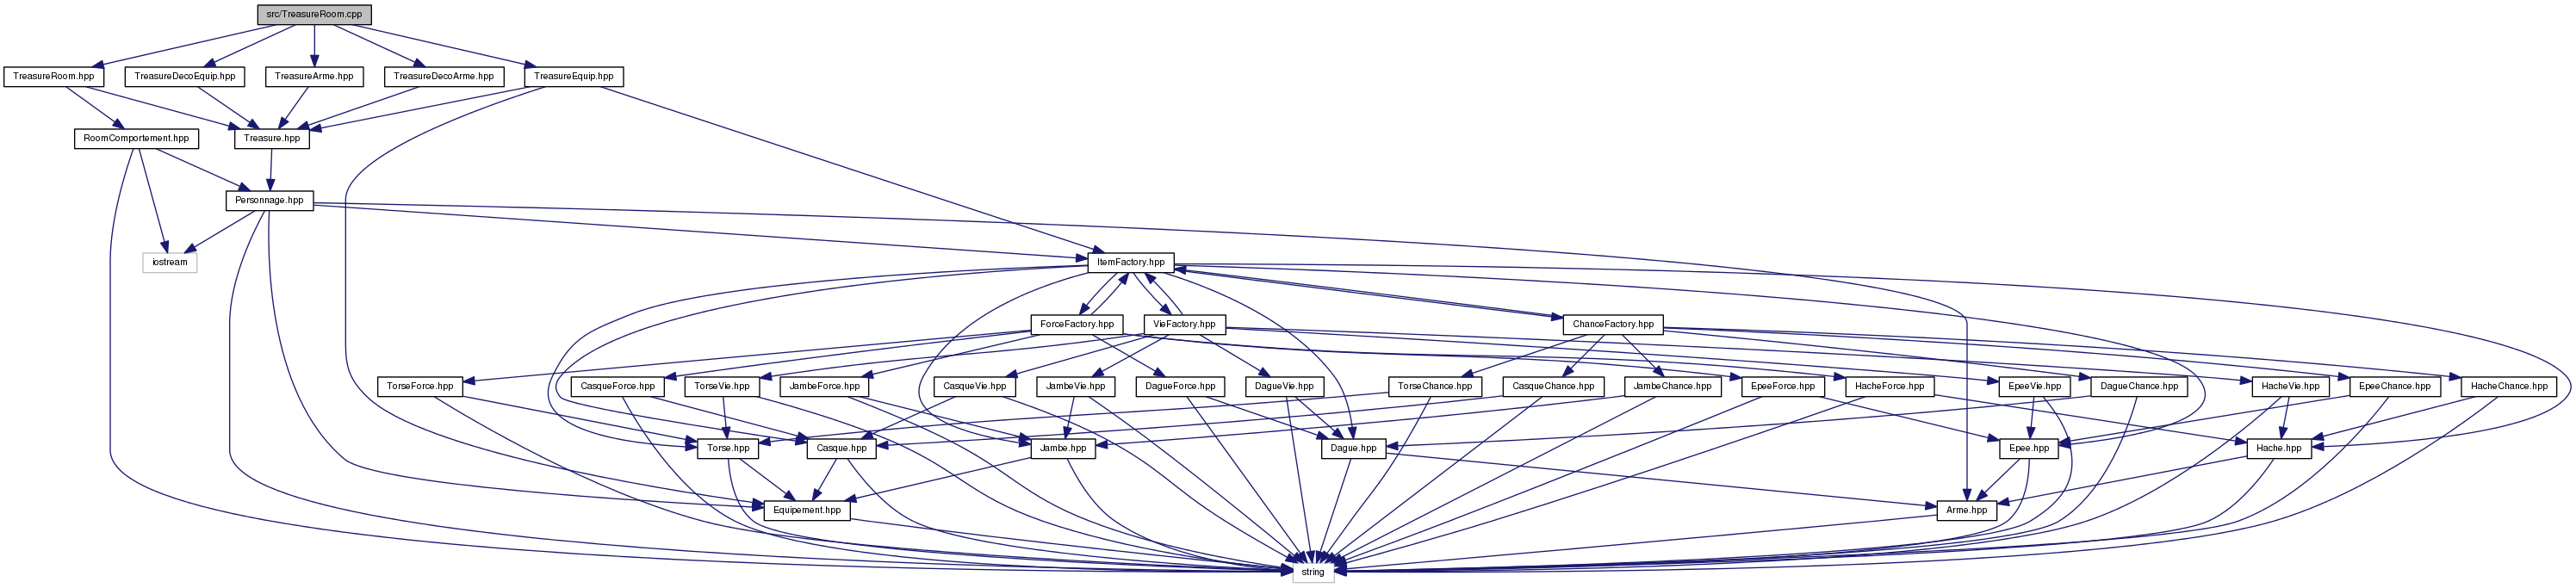 src/TreasureRoom.cpp
TreasureRoom.hpp
TreasureDecoEquip.hpp
TreasureArme.hpp
TreasureDecoArme.hpp
TreasureEquip.hpp
RoomComportement.hpp
Treasure.hpp
Personnage.hpp
iostream
ItemFactory.hpp
ForceFactory.hpp
VieFactory.hpp
ChanceFactory.hpp
TorseForce.hpp
CasqueForce.hpp
TorseVie.hpp
JambeForce.hpp
CasqueVie.hpp
JambeVie.hpp
DagueForce.hpp
DagueVie.hpp
TorseChance.hpp
CasqueChance.hpp
JambeChance.hpp
EpeeForce.hpp
HacheForce.hpp
EpeeVie.hpp
DagueChance.hpp
HacheVie.hpp
EpeeChance.hpp
HacheChance.hpp
Torse.hpp
Casque.hpp
Jambe.hpp
Dague.hpp
Epee.hpp
Hache.hpp
Equipement.hpp
Arme.hpp
string